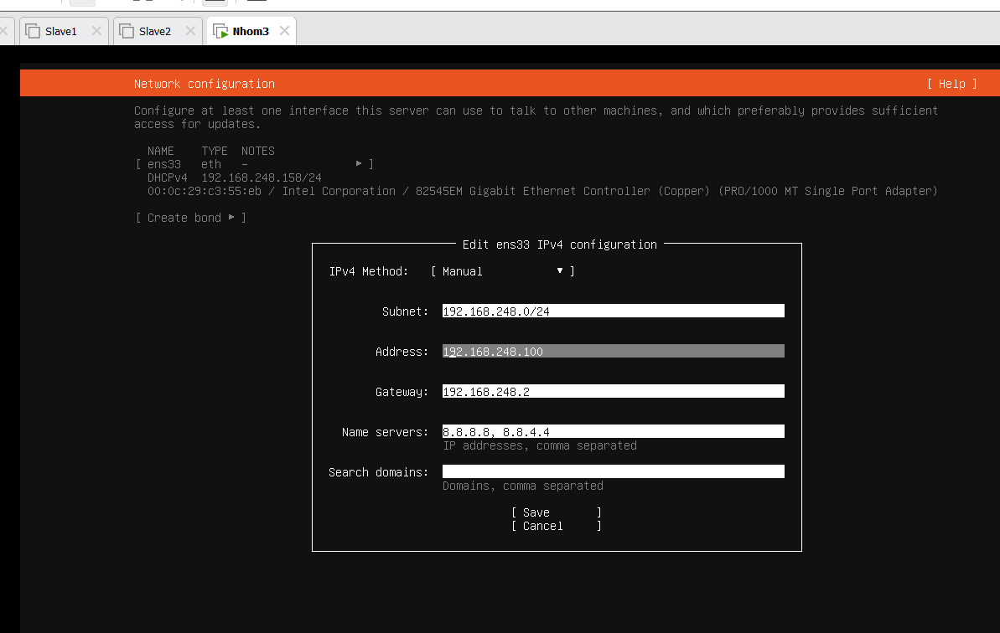 Slave1 Slave2 Nhom3
Network configuration [ Help ]
Configure at least one interface this server can use to talk to other machines, and which preferably provides sufficient
access for updates.
NAME TYPE NOTES
[ ens33 eth - ▸ ]
DHCPv4 192.168.248.158/24
00:0c:29:c3:55:eb / Intel Corporation / 82545EM Gigabit Ethernet Controller (Copper) (PRO/1000 MT Single Port Adapter)
[ Create bond ▸ ]
Edit ens33 IPv4 configuration
IPv4 Method: [ Manual ▾ ]
Subnet: 192.168.248.0/24
Address: 192.168.248.100
Gateway: 192.168.248.2
Name servers: 8.8.8.8, 8.8.4.4
IP addresses, comma separated
Search domains:
Domains, comma separated
[ Save ]
[ Cancel ]